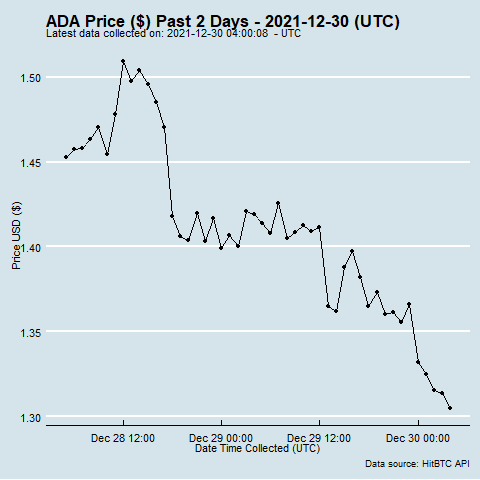 ADA Price ($) Past 2 Days - 2021-12-30 (UTC)
Latest data collected on: 2021-12-30 04:00:08 - UTC
1.50
1.45
1.40
1.35
1.30
Price USD ($)
Dec 28 12:00 Dec 29 00:00 Dec 29 12:00 Dec 30 00:00
Date Time Collected (UTC)
Data source: HitBTC API